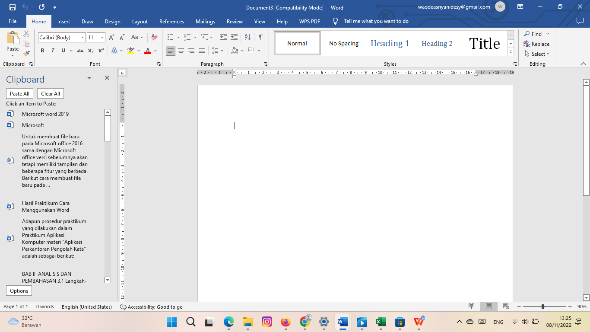 Document3 [Compatibility Mode] - Word
File Home Insert Draw Design Layout References Mailings Review View Help WPS PDF Tell me what you want to do
Paste
Calibri (Body) 11
Normal No Spacing Heading 1 Heading 2 Title
Find
Replace
Select
Clipboard Font Paragraph Styles Editing
Clipboard
Paste All Clear All
Click an Item to Paste:
Microsoft word 2019
Microsoft
Untuk membuat file baru
pada Microsoft office 2016
sama dengan Microsoft
office versi sebelumnya akan
tetapi memiliki tampilan dan
beberapa fitur yang berbeda.
Berikut cara membuat file
baru pada ...
Hasil Praktikum Cara
Menggunakan Word
Adapun prosedur praktikum
yang dilakukan dalam
Praktikum Aplikasi
Komputer materi "Aplikasi
Perkantoran Pengolah Kata"
adalah sebagai berikut:
BAB III ANALISIS DAN
PEMBAHASAN 3.1 Langkah-
Options
Page 1 of 1 0 words English (United States) Accessibility: Good to go 90%
32°C
Berawan
ENG
13.25
08/11/2022